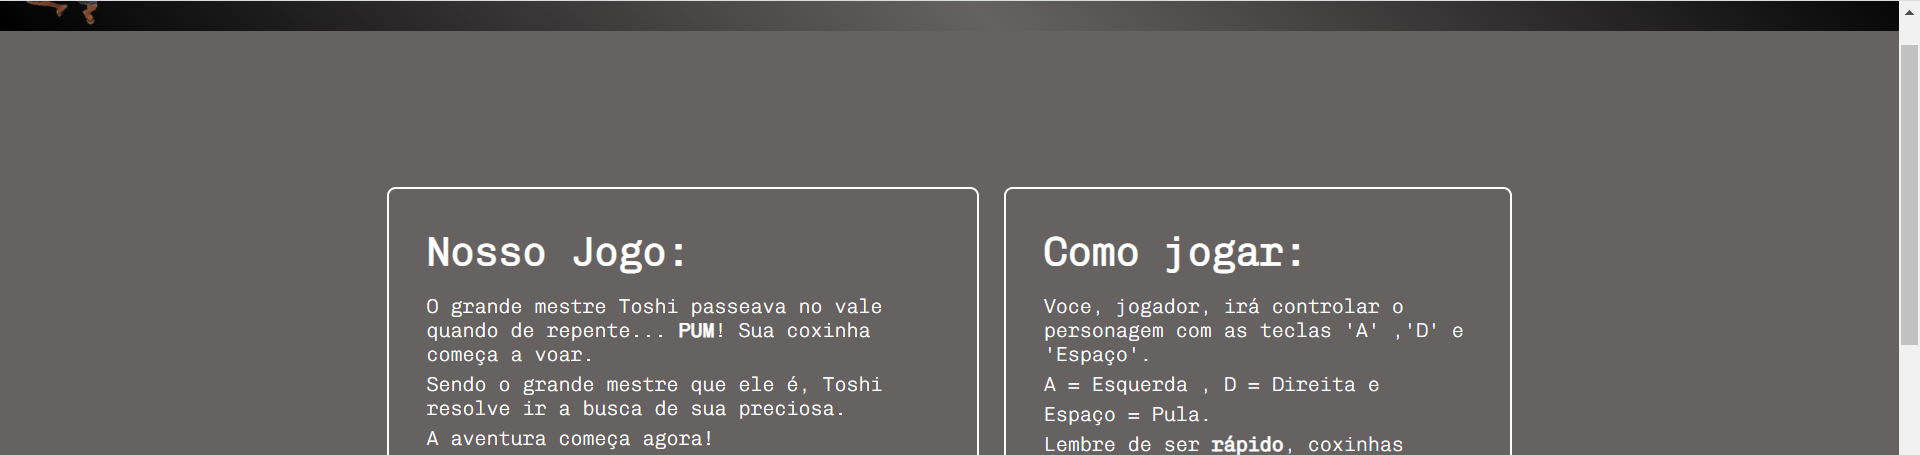 Nosso Jogo:
O grande mestre Toshi passeava no vale
quando de repente... PUM! Sua coxinha
começa a voar.
Sendo o grande mestre que ele é, Toshi
resolve ir a busca de sua preciosa.
A aventura começa agora!
Como jogar:
Voce, jogador, irá controlar o
personagem com as teclas 'A' ,'D' e
'Espaço'.
A = Esquerda , D = Direita e
Espaço = Pula.
Lembre de ser rápido, coxinhas